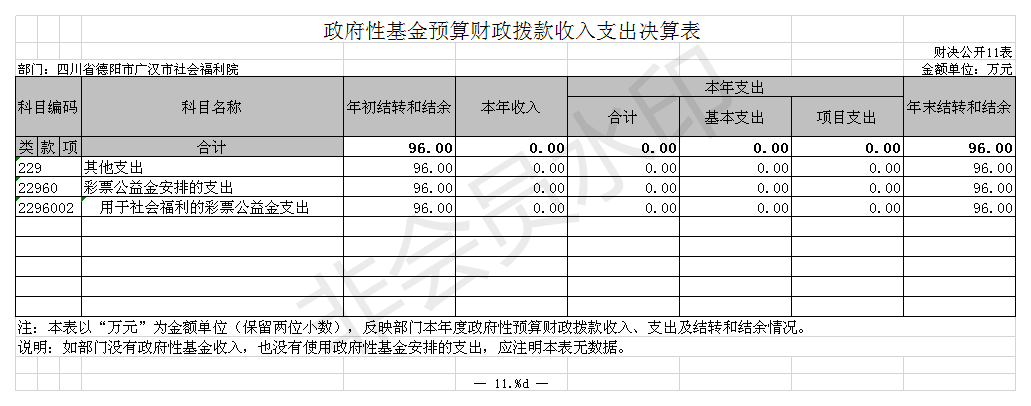 政府性基金预算财政拨款收入支出决算表
财决公开11表
部门：四川省德阳市广汉市社会福利院 金额单位：万元
科目编码 科目名称 年初结转和结余 本年收入 本年支出 年末结转和结余
合计 基本支出 项目支出
类 款 项 合计 96.00 0.00 0.00 0.00 0.00 96.00
229 其他支出 96.00 0.00 0.00 0.00 0.00 96.00
22960 彩票公益金安排的支出 96.00 0.00 0.00 0.00 0.00 96.00
2296002 用于社会福利的彩票公益金支出 96.00 0.00 0.00 0.00 0.00 96.00
注：本表以“万元”为金额单位（保留两位小数），反映部门本年度政府性预算财政拨款收入、支出及结转和结余情况。
说明：如部门没有政府性基金收入，也没有使用政府性基金安排的支出，应注明本表无数据。
— 11.%d —
非会员水印